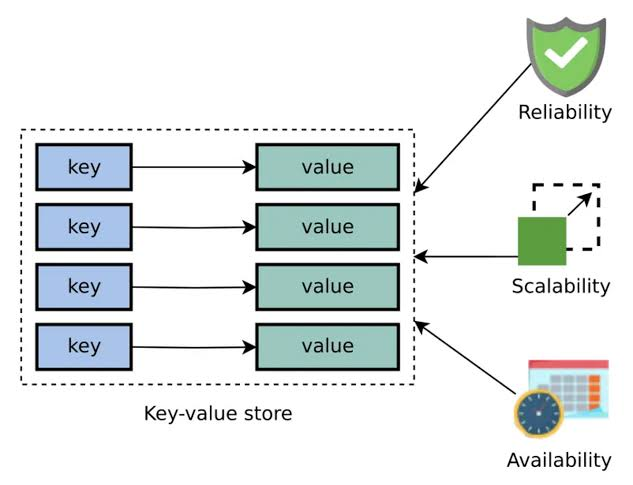 key
value
key
value
key
value
key
value
Key-value store
Reliability
Scalability
Availability